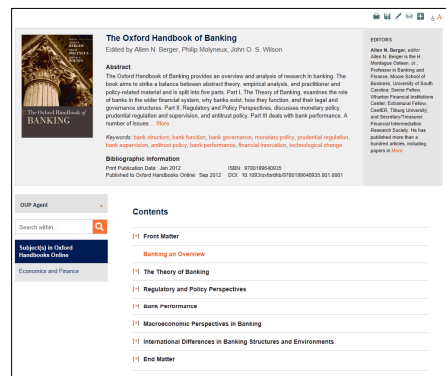 A A
The Oxford Handbook of Banking
Edited by Allen N. Berger, Philip Molyneux, John O. S. Wilson
Abstract
The Oxford Handbook of Banking provides an overview and analysis of research in banking. The
book aims to strike a balance between abstract theory, empirical analysis, and practitioner and
policy-related material and is split into five parts. Part I, The Theory of Banking, examines the role
of banks in the wider financial system, why banks exist, how they function, and their legal and
governance structures. Part II, Regulatory and Policy Perspectives, discusses monetary policy,
prudential regulation and supervision, and antitrust policy. Part III deals with bank performance. A
number of issues ... More
Keywords: bank structure, bank function, bank governance, monetary policy, prudential regulation,
bank supervision, antitrust policy, bank performance, financial innovation, technological change
Bibliographic Information
Print Publication Date: Jan 2012 ISBN: 9780199640935
Published to Oxford Handbooks Online: Sep 2012 DOI: 10.1093/oxfordhb/9780199640935.001.0001
The Oxford Handbook of
BANKING
EDITORS
Allen N. Berger, editor
Allen N. Berger is the H.
Montague Osteen, Jr.,
Professor in Banking and
Finance, Moore School of
Business, University of South
Carolina; Senior Fellow,
Wharton Financial Institutions
Center; Extramural Fellow,
CentER, Tilburg University;
and Secretary/Treasurer,
Financial Intermediation
Research Society. He has
published more than a
hundred articles, including
papers in More
OUP Agent
Search within...
Subject(s) in Oxford
Handbooks Online
Economics and Finance
Contents
[+] Front Matter
Banking an Overview
[+] The Theory of Banking
[+] Regulatory and Policy Perspectives
[+] Bank Performance
[+] Macroeconomic Perspectives in Banking
[+] International Differences in Banking Structures and Environments
[+] End Matter